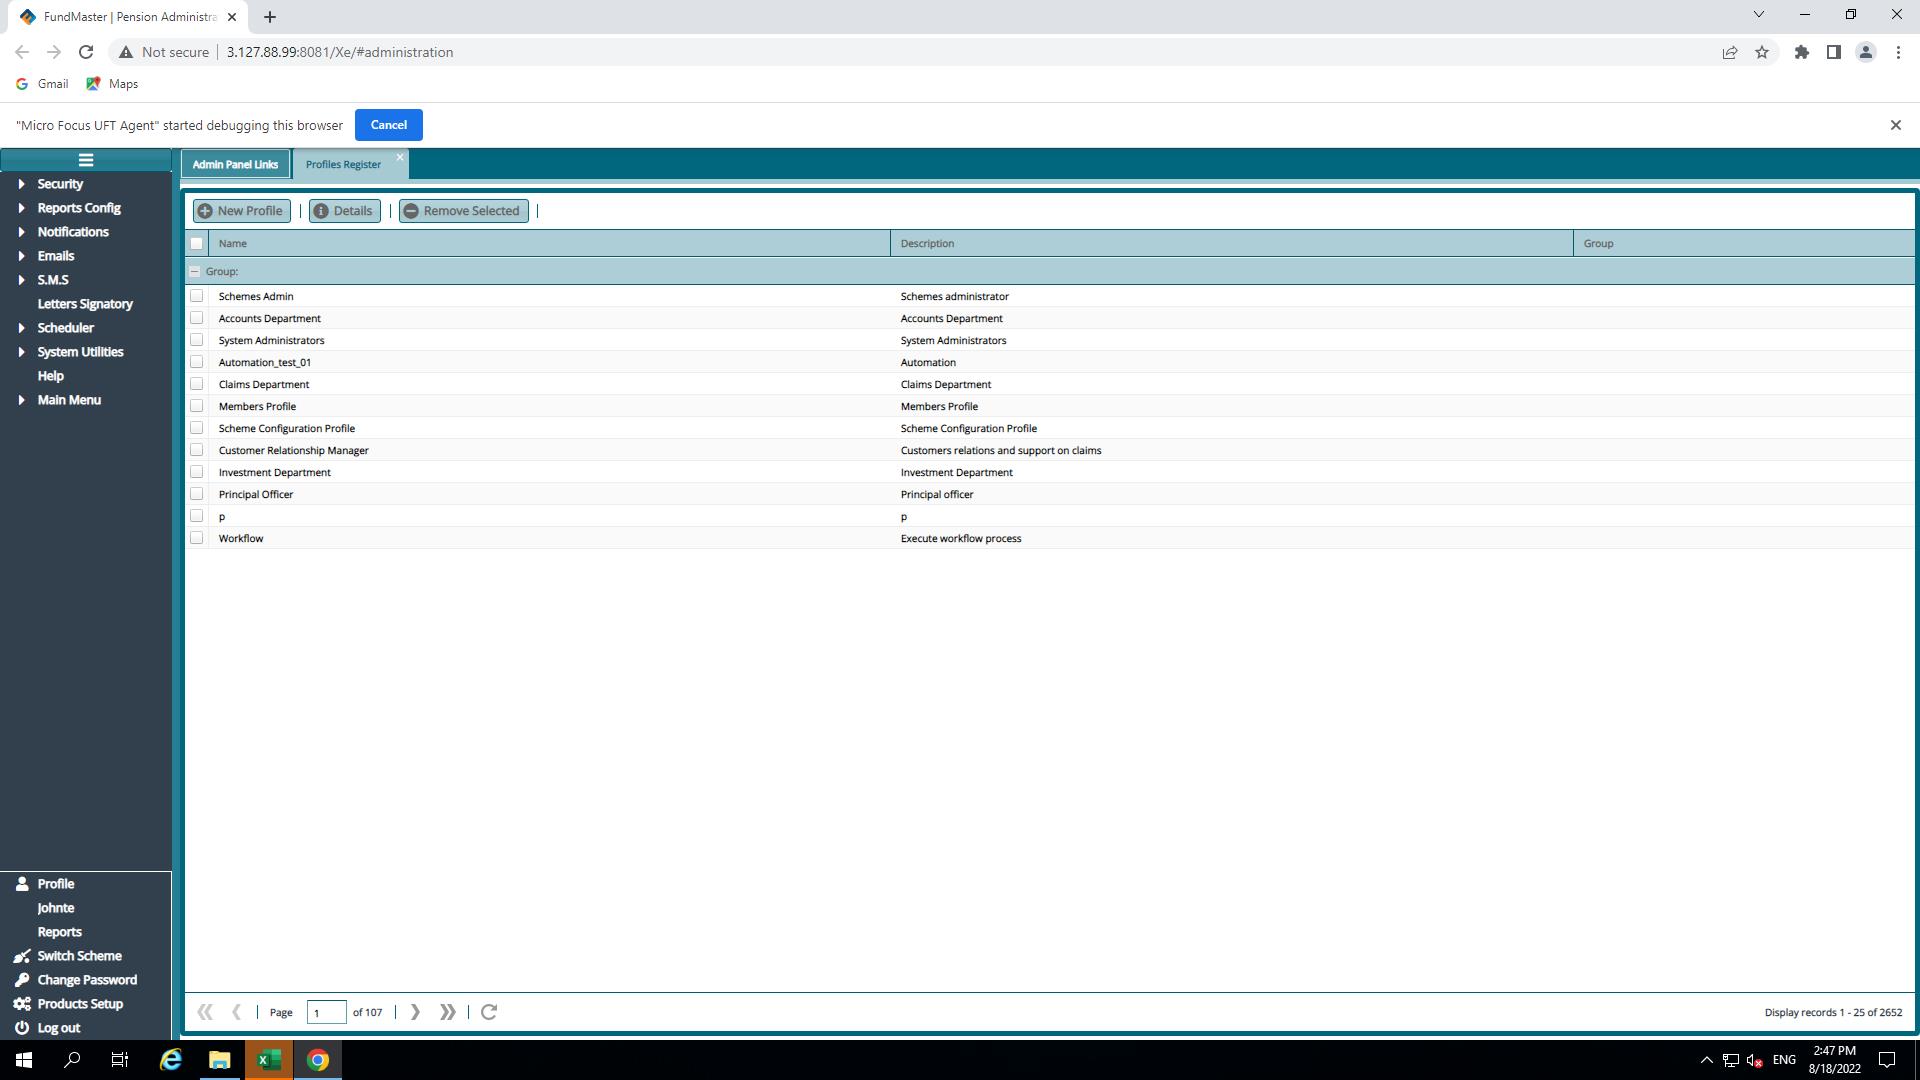 FundMaster | Pension Administra
Not secure
3.127.88.99:8081/Xe/#administration
Gmail
Maps
"Micro Focus UFT Agent" started debugging this browser
Cancel
Security
Reports Config
Notifications
Emails
S.M.S
Letters Signatory
Scheduler
System Utilities
Help
Main Menu
Admin Panel Links
Profiles Register
New Profile
Details
Remove Selected
Name
Description
Group
Group:
Schemes Admin
Schemes administrator
Accounts Department
Accounts Department
System Administrators
System Administrators
Automation_test_01
Automation
Claims Department
Claims Department
Members Profile
Members Profile
Scheme Configuration Profile
Scheme Configuration Profile
Customer Relationship Manager
Customers relations and support on claims
Investment Department
Investment Department
Principal Officer
Principal officer
p
p
Workflow
Execute workflow process
Profile
Johnte
Reports
Switch Scheme
Change Password
Products Setup
Log out
Page 1 of 107
Display records 1 - 25 of 2652
ENG
2:47 PM
8/18/2022